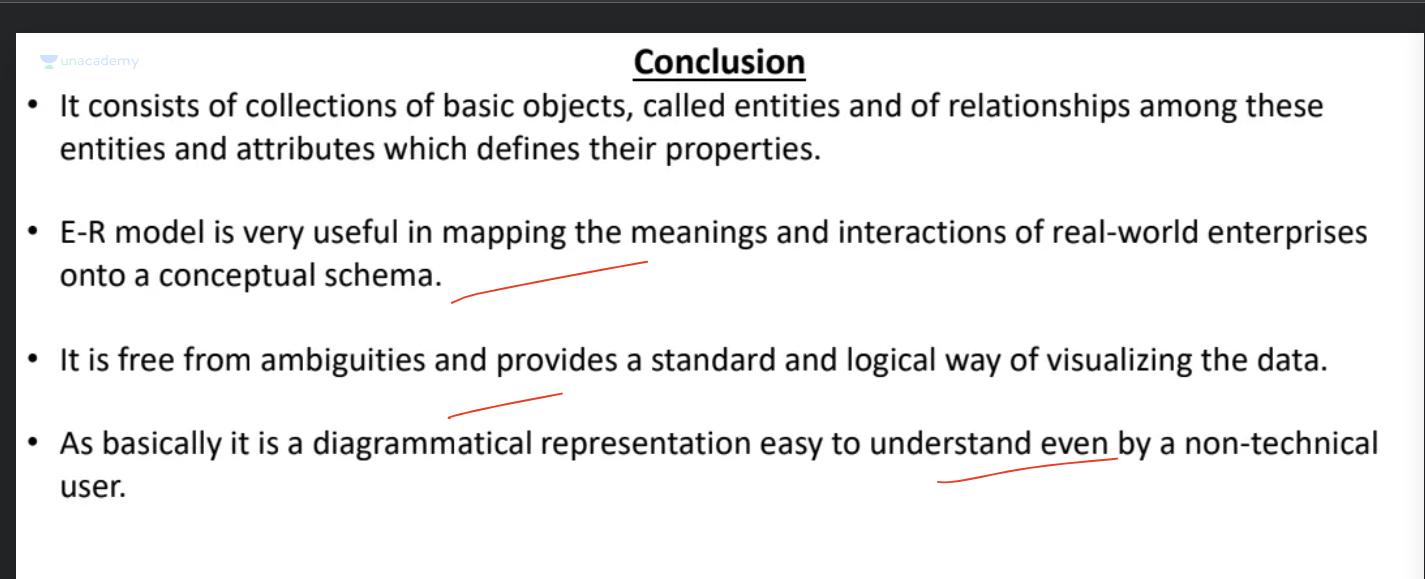 unacademy
Conclusion
• It consists of collections of basic objects, called entities and of relationships among these
entities and attributes which defines their properties.
• E-R model is very useful in mapping the meanings and interactions of real-world enterprises
onto a conceptual schema.
• It is free from ambiguities and provides a standard and logical way of visualizing the data.
• As basically it is a diagrammatical representation easy to understand even by a non-technical
user.